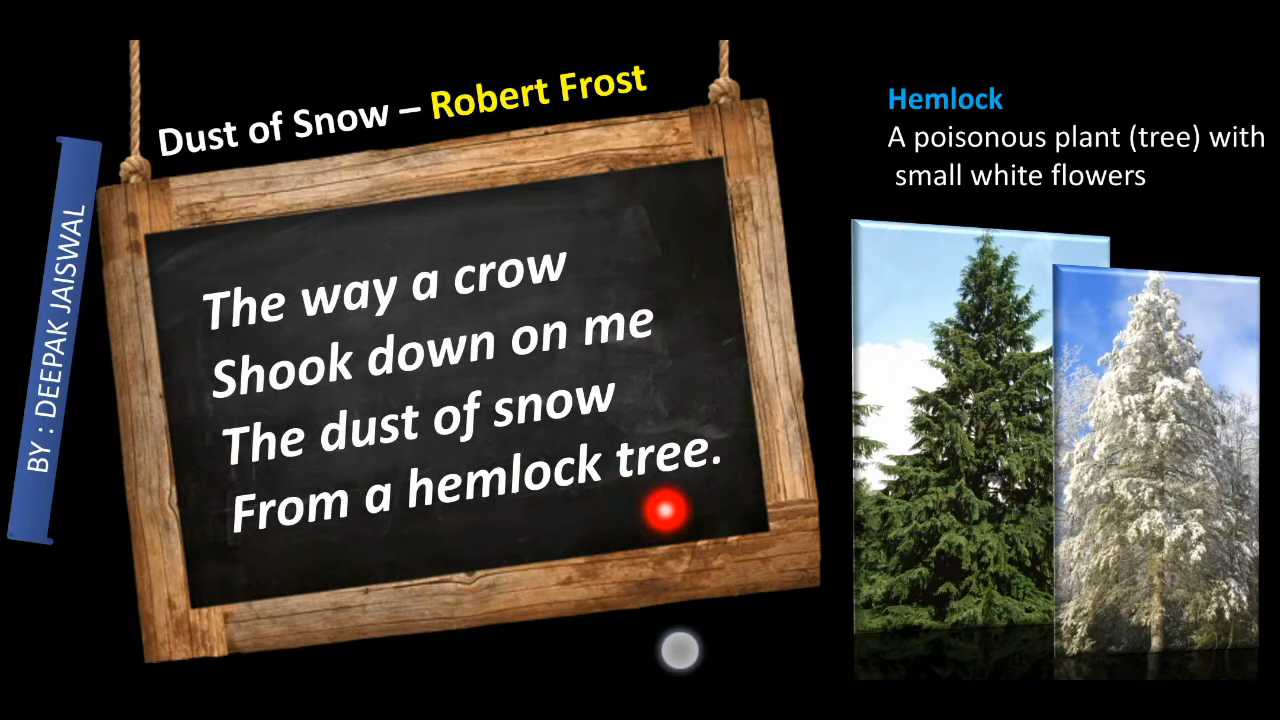 Dust of Snow – Robert Frost
BY : DEEPAK JAISWAL
The way a crow
Shook down on me
The dust of snow
From a hemlock tree.
Hemlock
A poisonous plant (tree) with
small white flowers